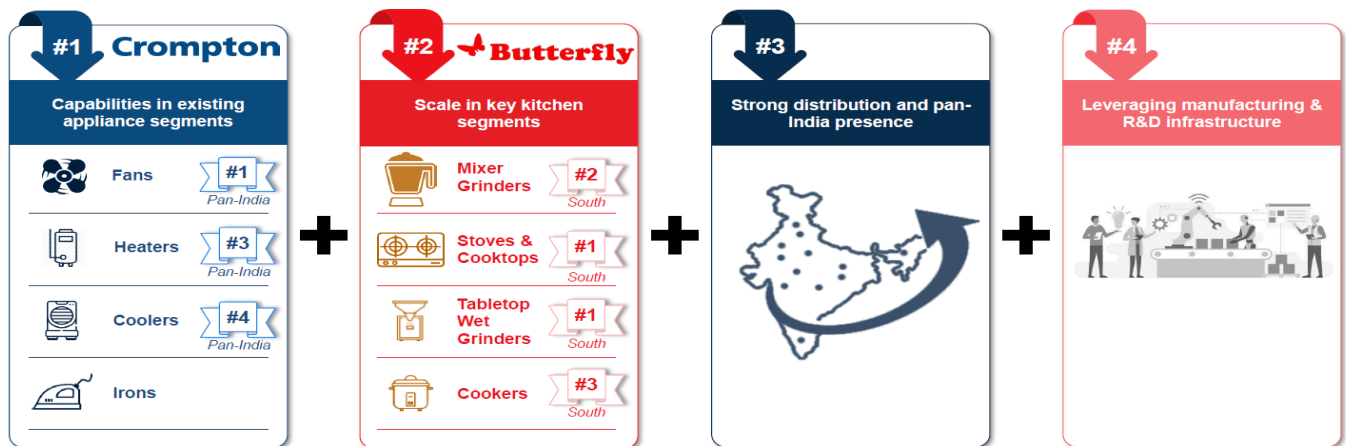 #1 Crompton
Capabilities in existing
appliance segments
Fans
#1
Pan-India
Heaters
#3
Pan-India
Coolers
#4
Pan-India
Irons
#2 Butterfly
Scale in key kitchen
segments
Mixer
Grinders
#2
South
Stoves &
Cooktops
#1
South
Tabletop
Wet
Grinders
#1
South
Cookers
#3
South
#3
Strong distribution and pan-
India presence
#4
Leveraging manufacturing &
R&D infrastructure